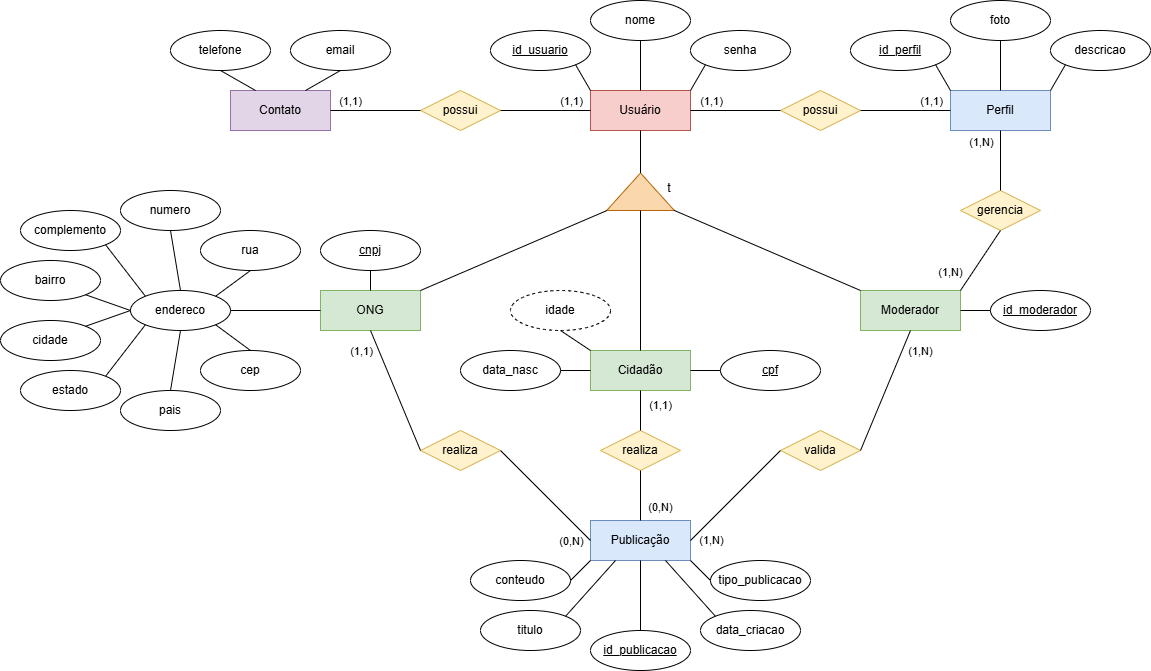 nome
foto
telefone
email
id_usuario
senha
id_perfil
descricao
Contato
(1,1)
possui
(1,1)
Usuário
(1,1)
possui
(1,1)
Perfil
(1,N)
t
gerencia
numero
complemento
rua
cnpj
(1,N)
bairro
endereco
ONG
idade
Moderador
id_moderador
cidade
(1,1)
(1,N)
estado
cep
data_nasc
Cidadão
cpf
pais
(1,1)
realiza
realiza
valida
(0,N)
(0,N)
Publicação
(1,N)
conteudo
tipo_publicacao
titulo
data_criacao
id_publicacao